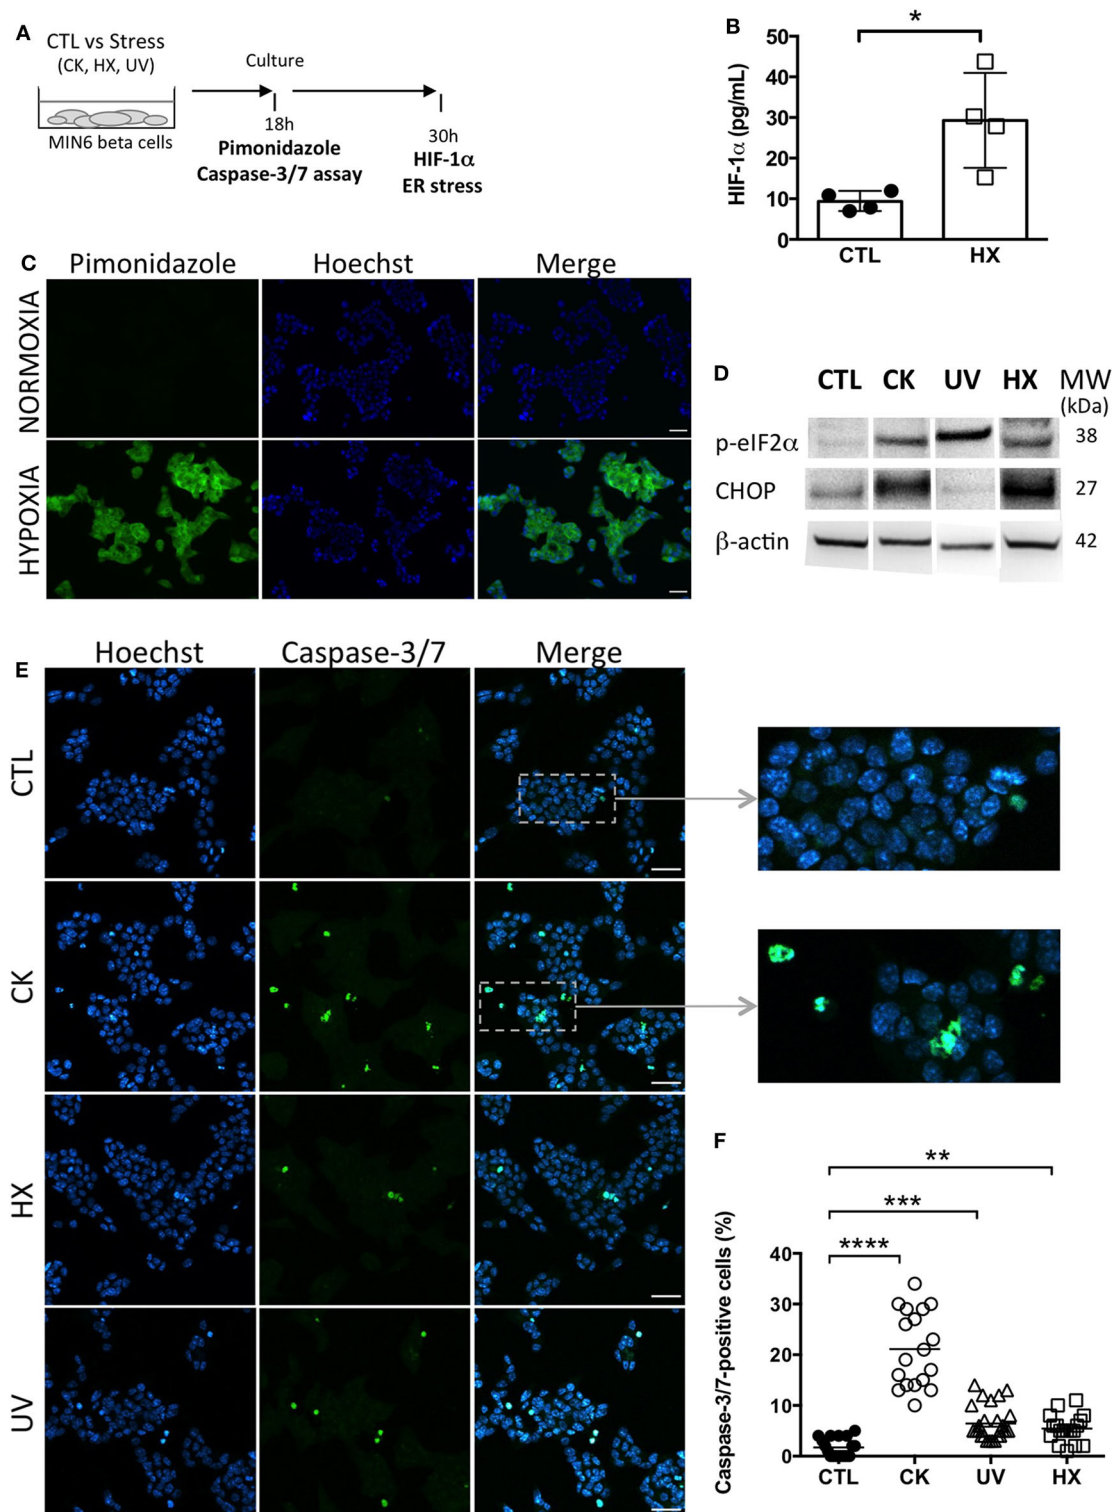 A
CTL vs Stress
(CK, HX, UV)
MIN6 beta cells
Culture
18h
Pimonidazole
Caspase-3/7 assay
30h
HIF-1α
ER stress
B
*
HIF-1α (pg/mL)
50
40
30
20
10
0
CTL HX
C
Pimonidazole Hoechst Merge
NORMOXIA
HYPOXIA
D
CTL CK UV HX MW
(kDa)
p-eIF2α 38
CHOP 27
β-actin 42
E
Hoechst Caspase-3/7 Merge
CTL
CK
HX
UV
F
**
***
****
Caspase-3/7-positive cells (%)
40
30
20
10
0
CTL CK UV HX